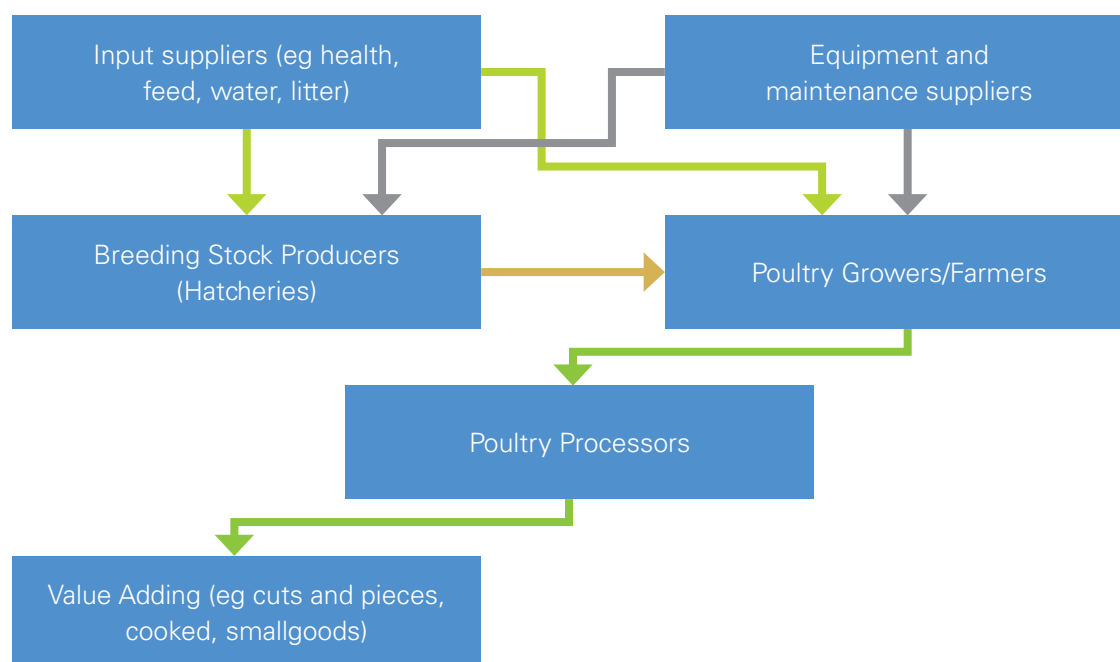 Input suppliers (eg health,
feed, water, litter)
Equipment and
maintenance suppliers
Breeding Stock Producers
(Hatcheries)
Poultry Growers/Farmers
Poultry Processors
Value Adding (eg cuts and pieces,
cooked, smallgoods)